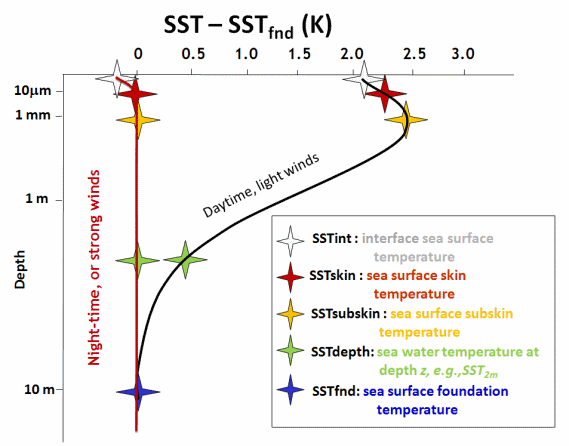 SST – SSTfnd (K)
0 0.5 1.0 1.5 2.0 2.5 3.0
10μm
1 mm
1 m
10 m
Depth
Night-time, or strong winds
Daytime, light winds
SSTint : interface sea surface
temperature
SSTskin : sea surface skin
temperature
SSTsubskin : sea surface subskin
temperature
SSTdepth: sea water temperature at
depth z, e.g.,SST2m
SSTfnd: sea surface foundation
temperature